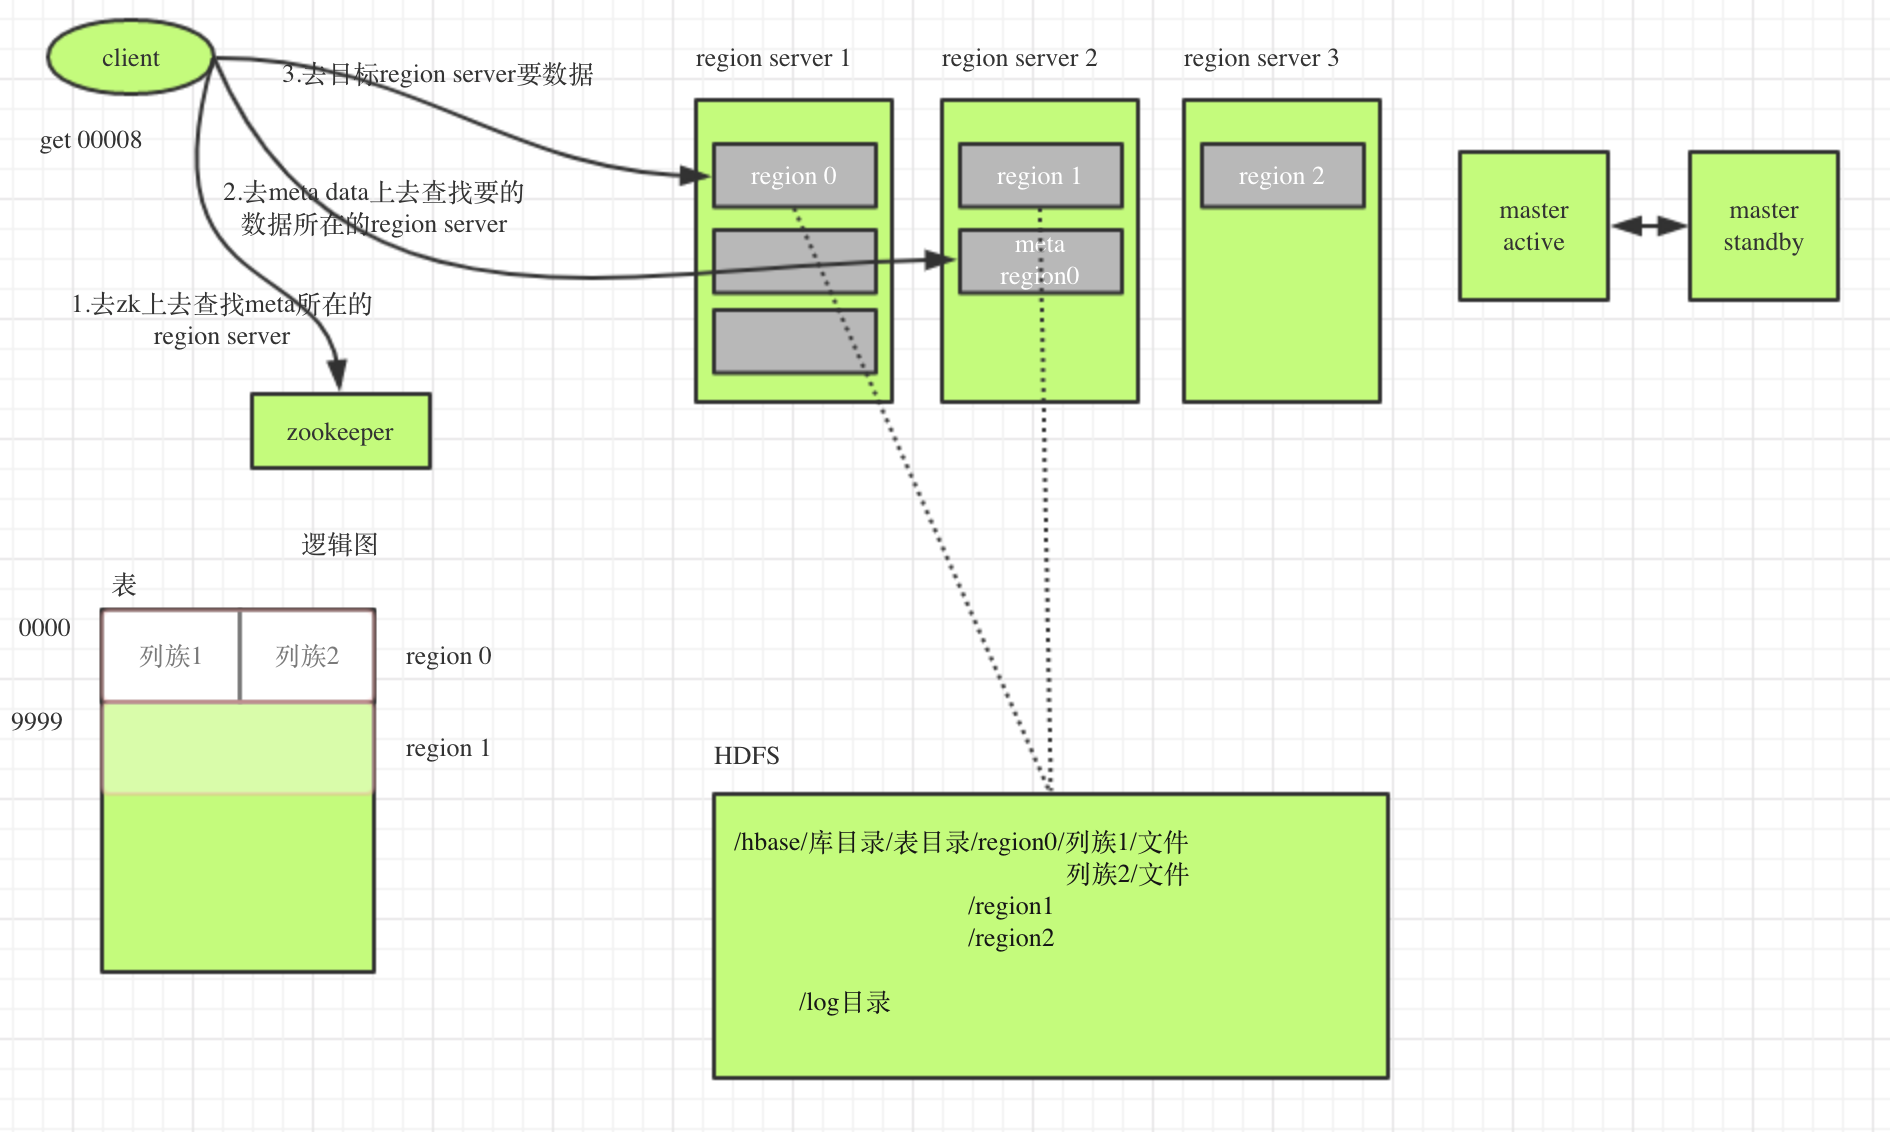 client
get 00008
3.去目标region server要数据
2.去meta data上去查找要的
数据所在的region server
1.去zk上去查找meta所在的
region server
zookeeper
region server 1
region 0
region server 2
region 1
meta
region0
region server 3
region 2
master
active
master
standby
逻辑图
表
0000
列族1
列族2
region 0
9999
region 1
HDFS
/hbase/库目录/表目录/region0/列族1/文件
列族2/文件
/region1
/region2
/log目录